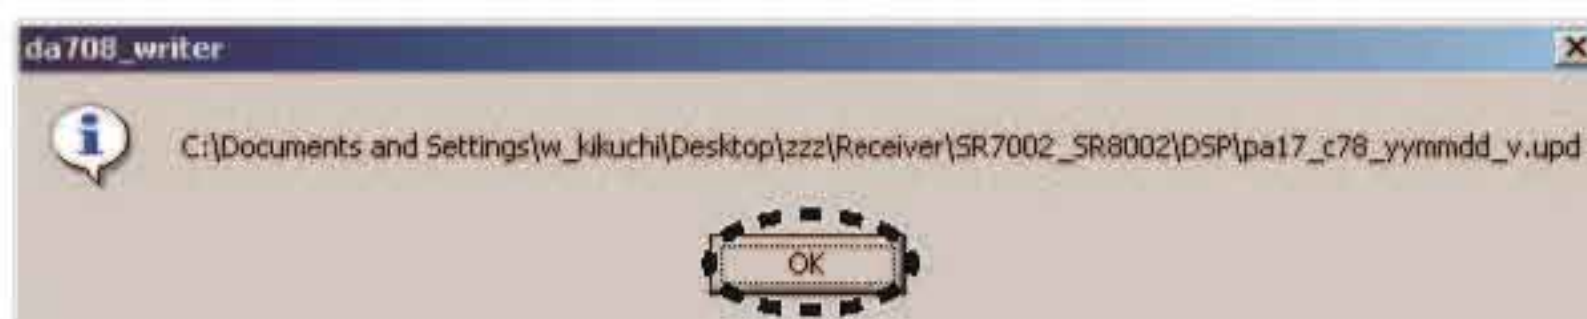 da708_writer
C:\Documents and Settings\w_kikuchi\Desktop\zzz\Receiver\SR7002_SR8002\DSP\pa17_c78_yymmdd_v.upd
OK